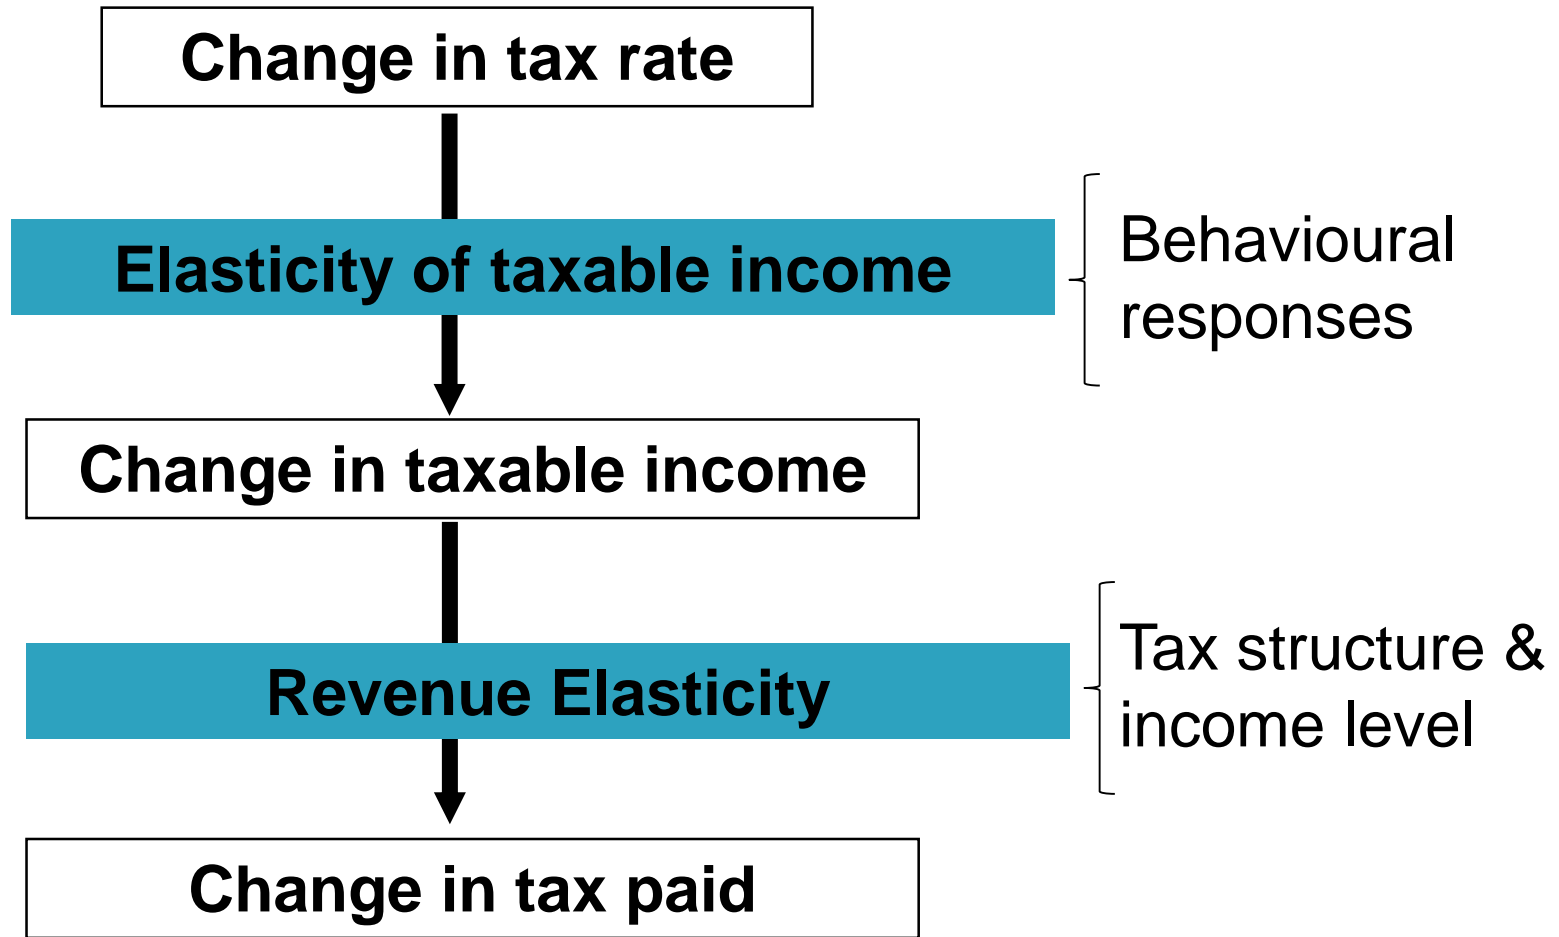 Change in tax rate
Elasticity of taxable income
Behavioural
responses
Change in taxable income
Revenue Elasticity
Tax structure &
income level
Change in tax paid